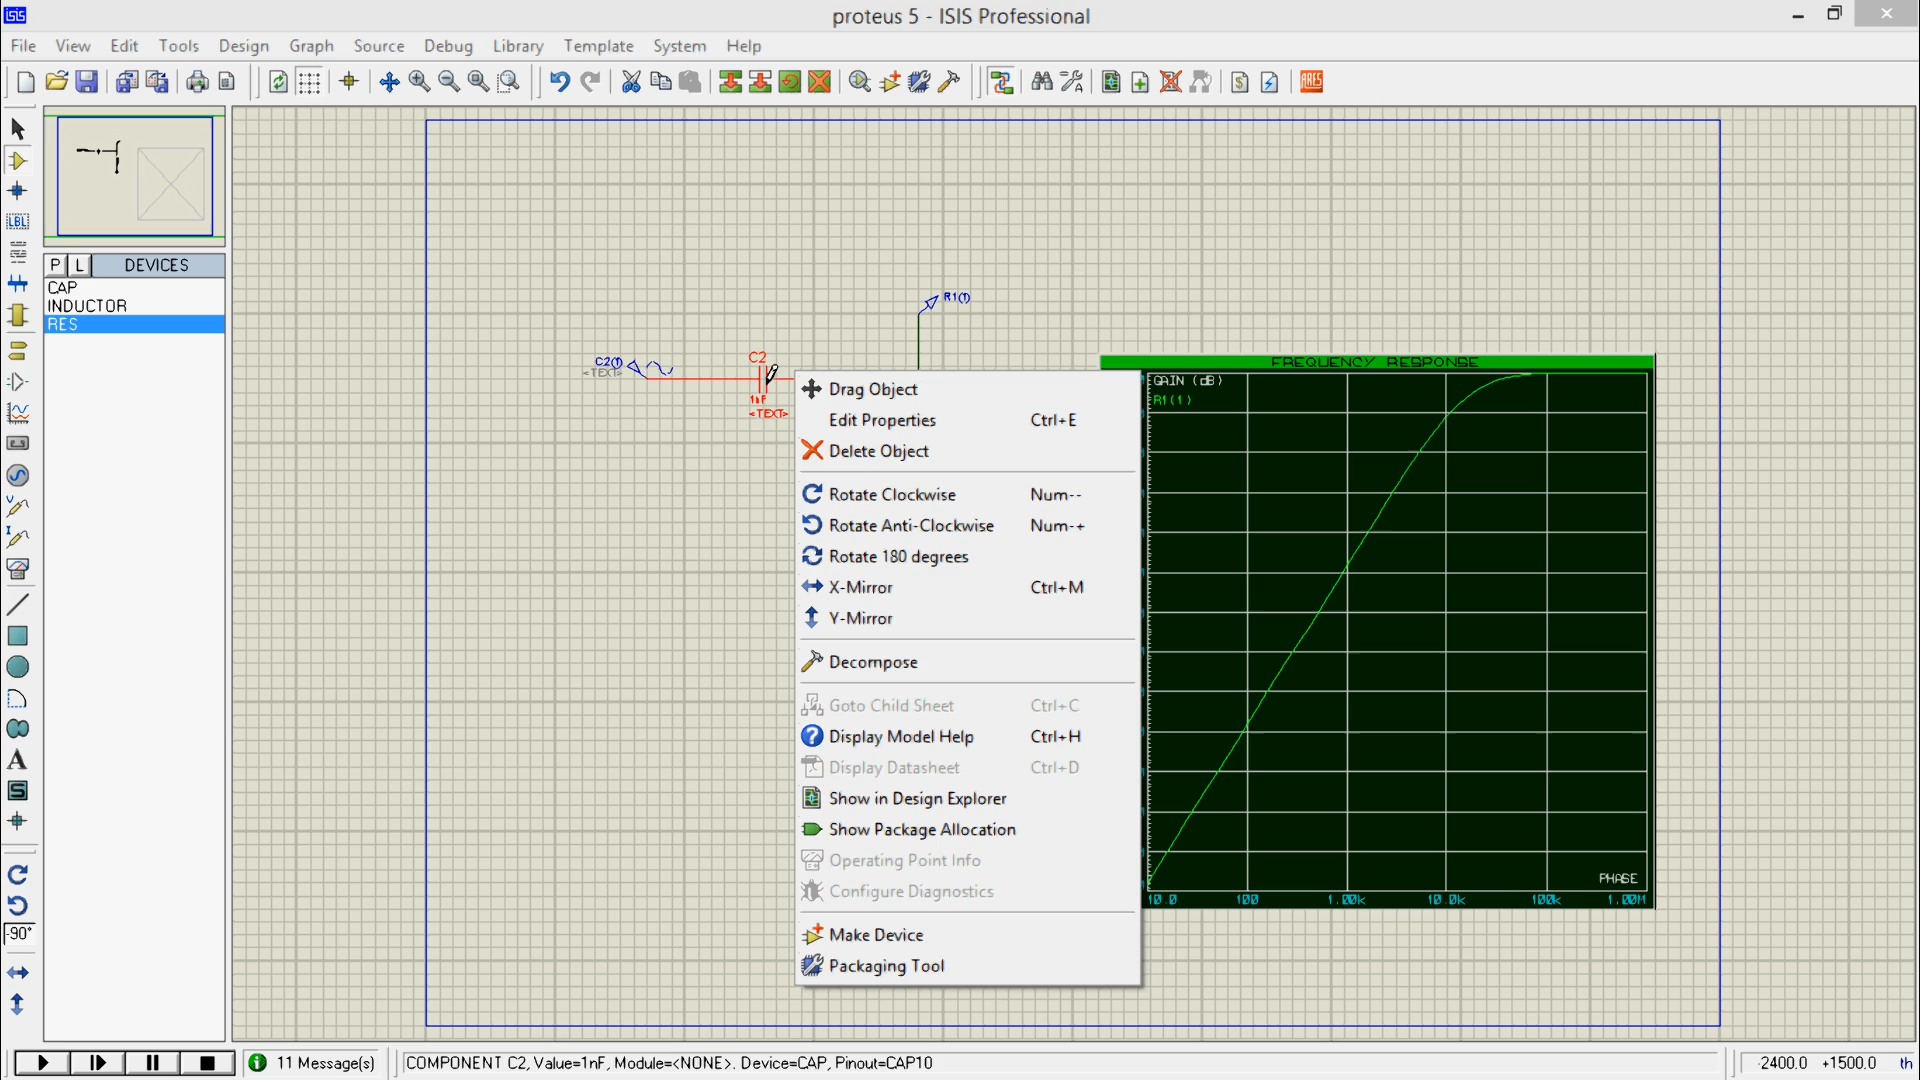 isis
proteus 5 - ISIS Professional
File View Edit Tools Design Graph Source Debug Library Template System Help
ARES
LBL
P L DEVICES
CAP
INDUCTOR
RES
R1(1)
C2(1)
<TEXT>
C2
1nF
<TEXT>
Drag Object
Edit Properties Ctrl+E
Delete Object
Rotate Clockwise Num--
Rotate Anti-Clockwise Num-+
Rotate 180 degrees
X-Mirror Ctrl+M
Y-Mirror
Decompose
Goto Child Sheet Ctrl+C
Display Model Help Ctrl+H
Display Datasheet Ctrl+D
Show in Design Explorer
Show Package Allocation
Operating Point Info
Configure Diagnostics
Make Device
Packaging Tool
FREQUENCY RESPONSE
GAIN (dB)
R1(1)
PHASE
10.0 100 1.00k 10.0k 100k 1.00M
A
S
-90°
11 Message(s) COMPONENT C2, Value=1nF, Module=<NONE>. Device=CAP, Pinout=CAP10 -2400.0 +1500.0 th